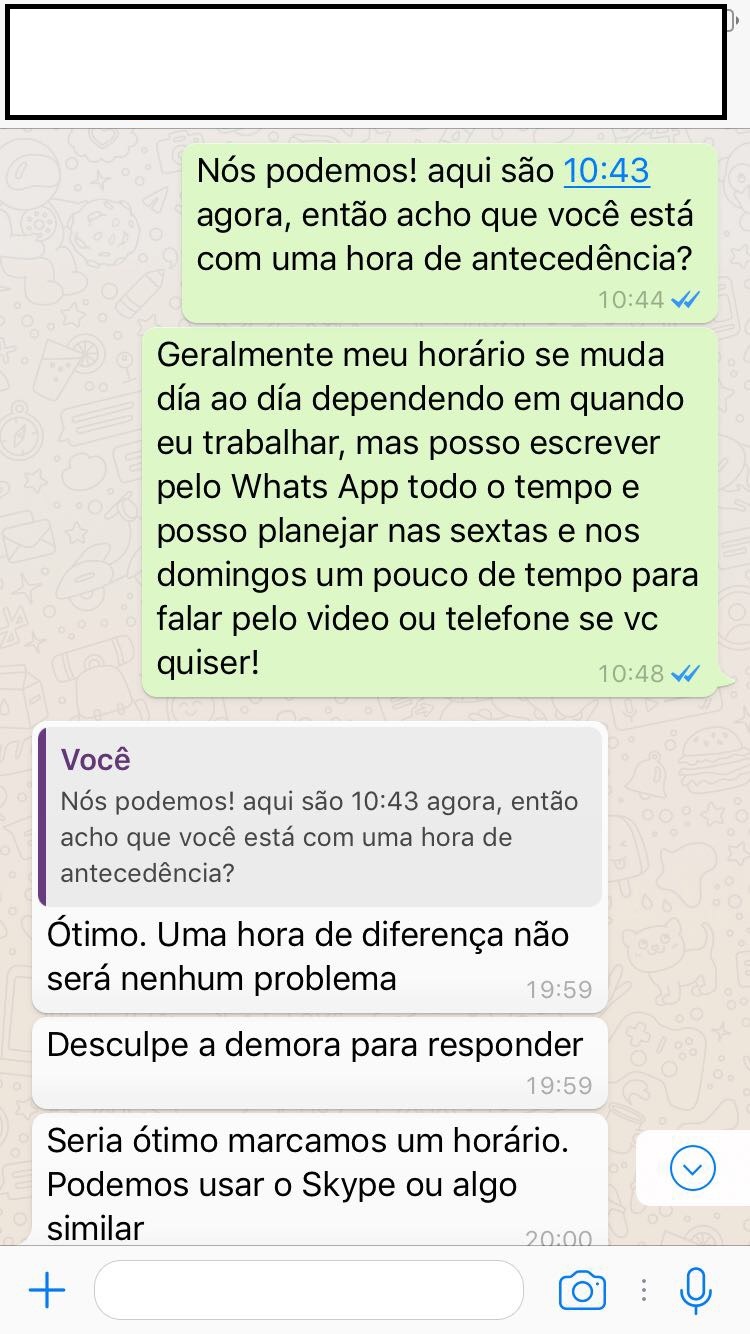 Nós podemos! aqui são 10:43
agora, então acho que você está
com uma hora de antecedência?
10:44
Geralmente meu horário se muda
día ao día dependendo em quando
eu trabalhar, mas posso escrever
pelo Whats App todo o tempo e
posso planejar nas sextas e nos
domingos um pouco de tempo para
falar pelo video ou telefone se vc
quiser!
10:48
Você
Nós podemos! aqui são 10:43 agora, então
acho que você está com uma hora de
antecedência?
Ótimo. Uma hora de diferença não
será nenhum problema
19:59
Desculpe a demora para responder
19:59
Seria ótimo marcamos um horário.
Podemos usar o Skype ou algo
similar
20:00